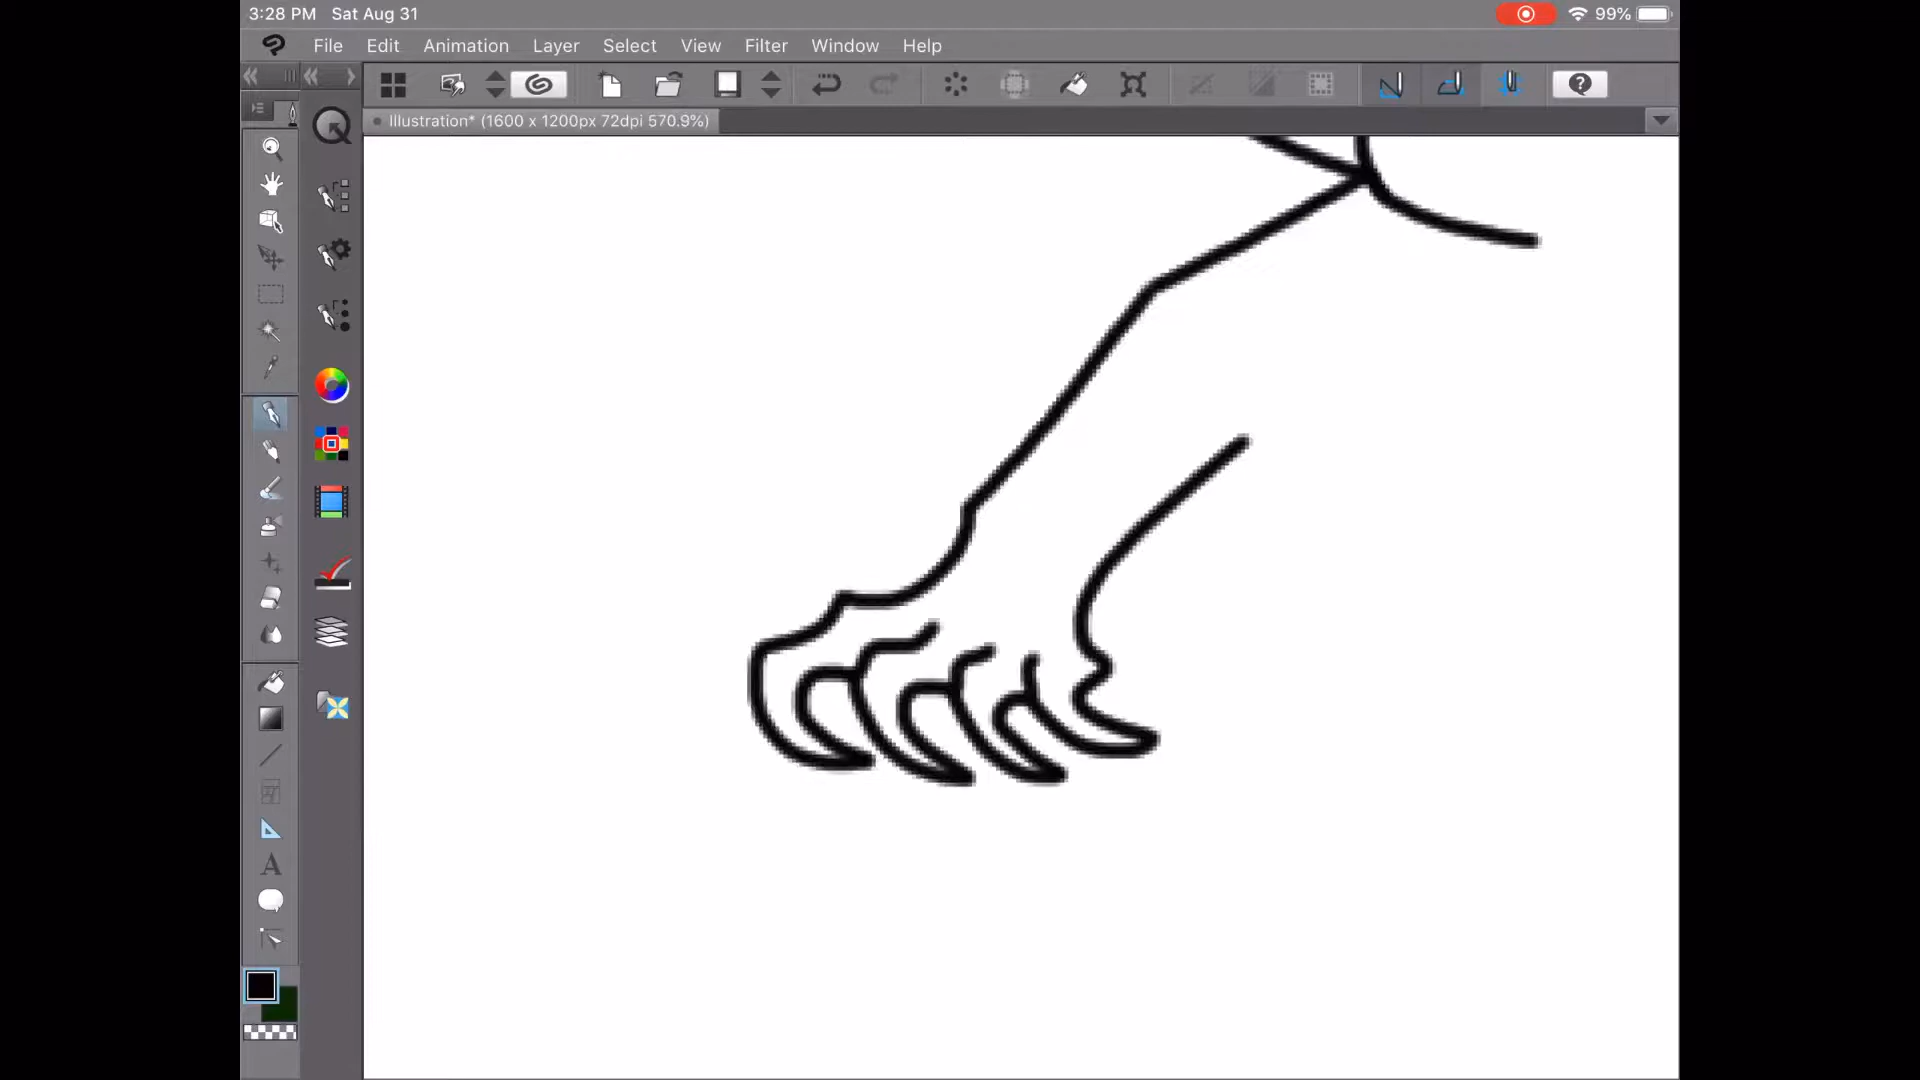 3:28 PM Sat Aug 31 99%
File Edit Animation Layer Select View Filter Window Help
Illustration* (1600 x 1200px 72dpi 570.9%)
A